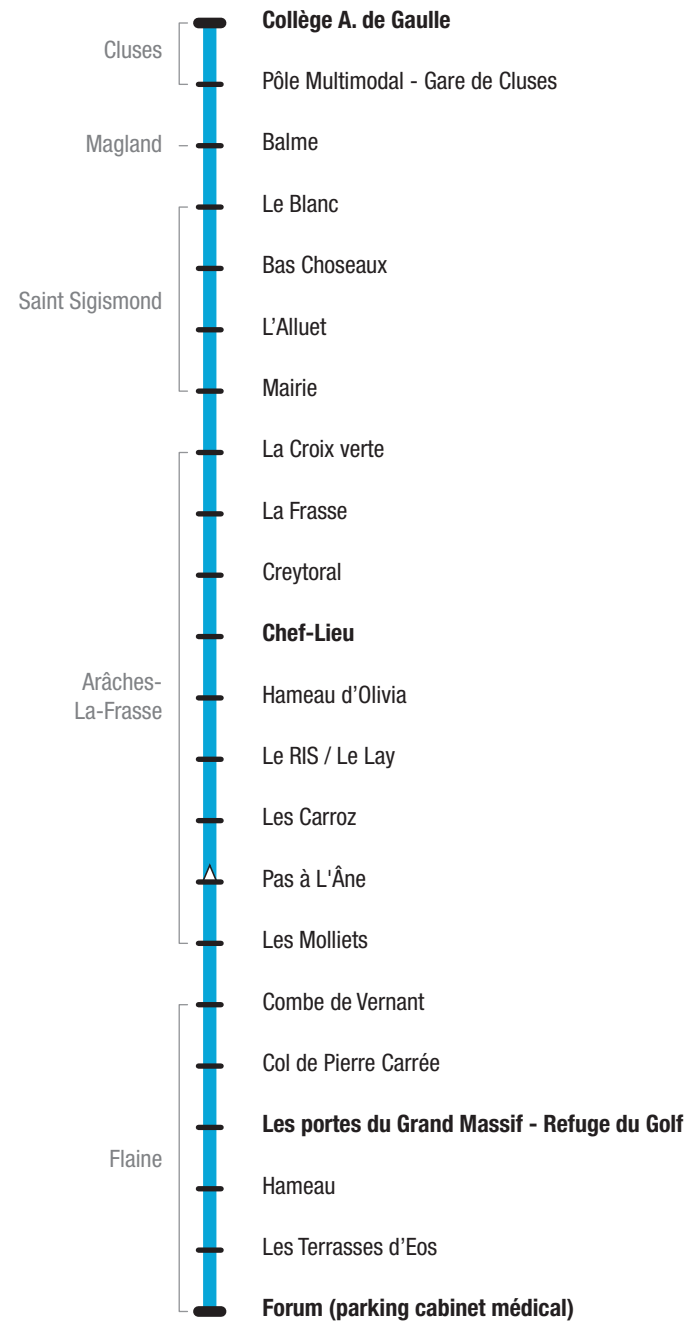 Collège A. de Gaulle
Cluses
Pôle Multimodal - Gare de Cluses
Magland
Balme
Le Blanc
Bas Choseaux
Saint Sigismond
L'Alluet
Mairie
La Croix verte
La Frasse
Creytoral
Chef-Lieu
Arâches-
La-Frasse
Hameau d'Olivia
Le RIS / Le Lay
Les Carroz
Pas à L'Âne
Les Molliets
Combe de Vernant
Col de Pierre Carrée
Les portes du Grand Massif - Refuge du Golf
Flaine
Hameau
Les Terrasses d'Eos
Forum (parking cabinet médical)